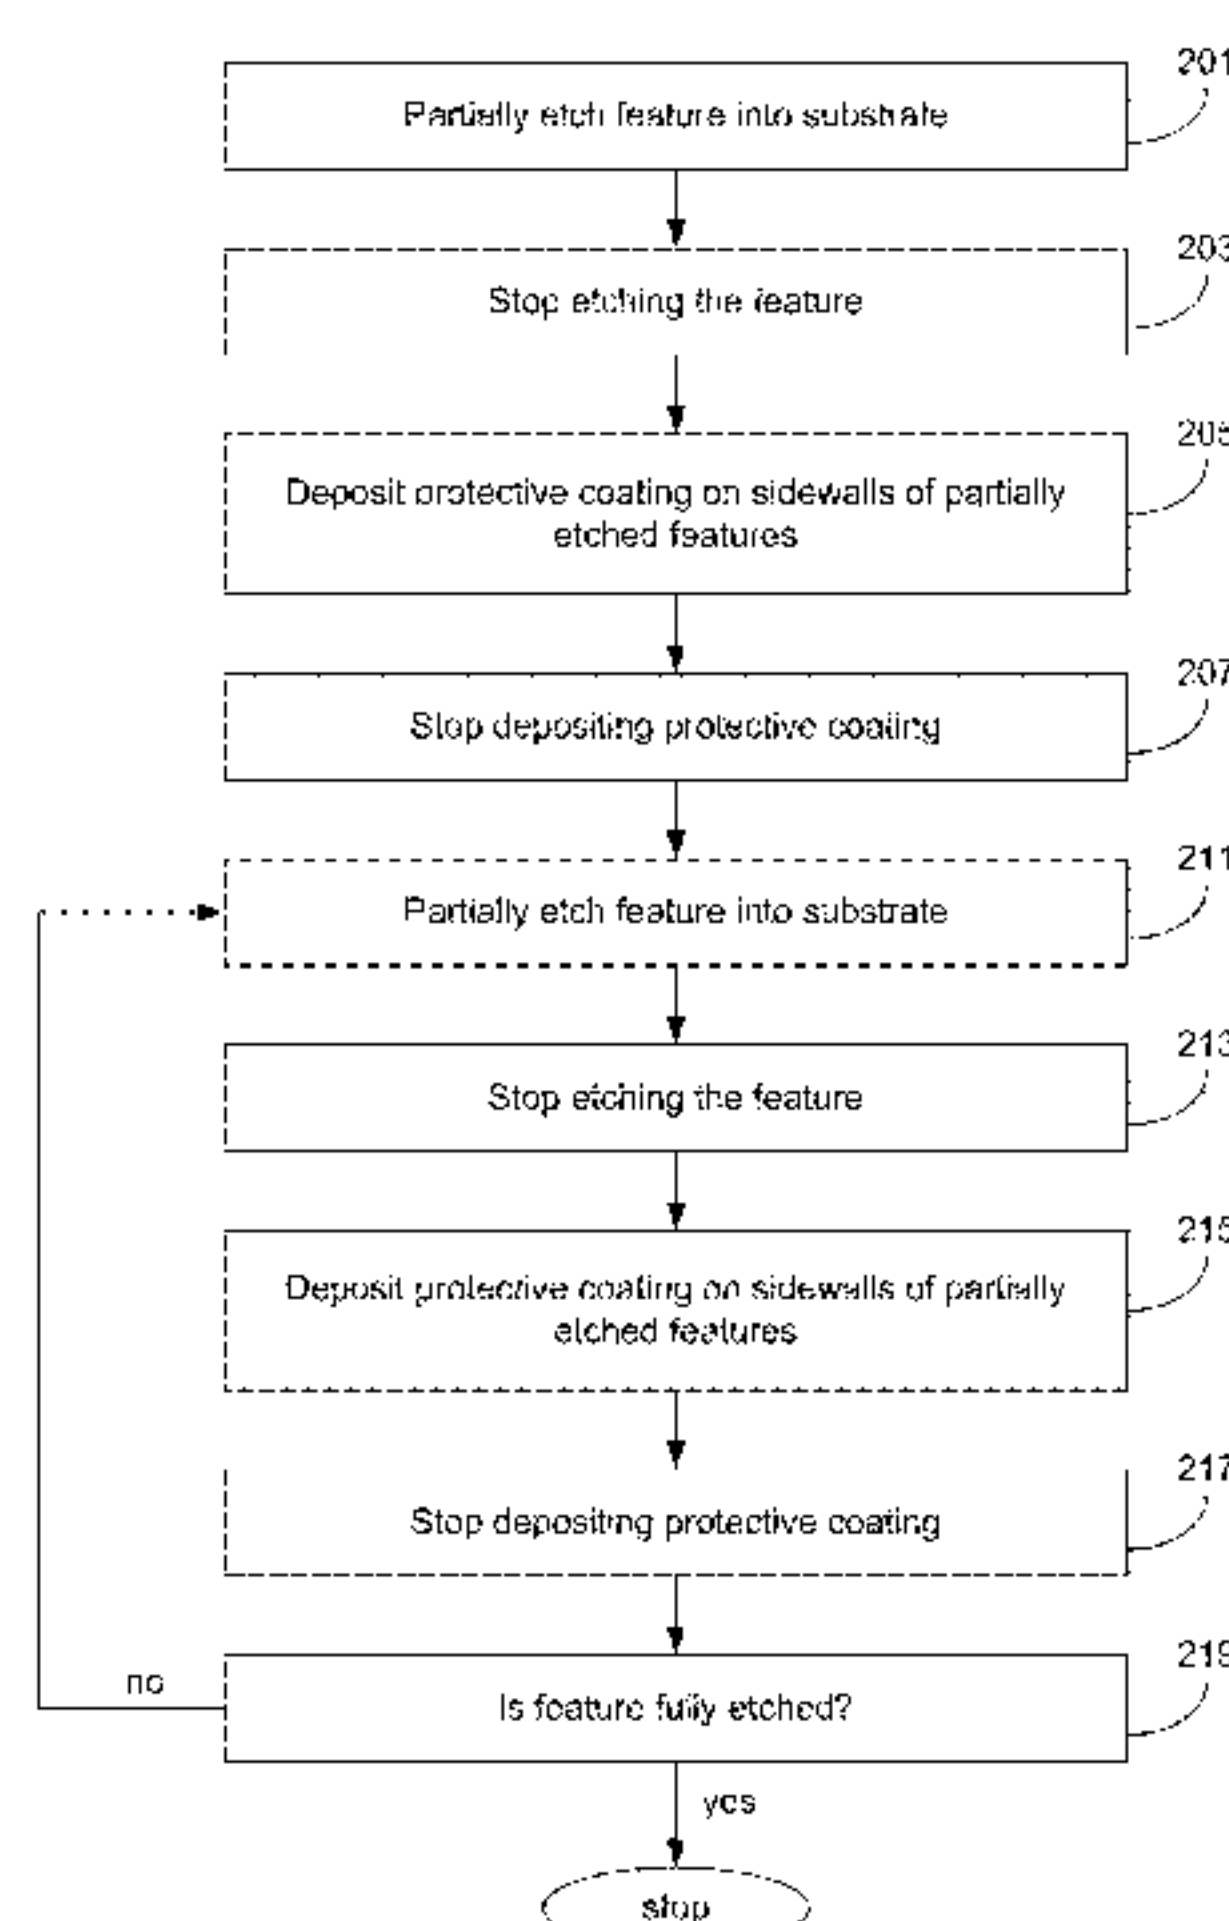 201
Partially etch feature into substrate
203
Stop etching the feature
205
Deposit protective coating on sidewalls of partially
etched features
207
Stop depositing protective coating
211
Partially etch feature into substrate
213
Stop etching the feature
215
Deposit protective coating on sidewalls of partially
etched features
217
Stop depositing protective coating
219
Is feature fully etched?
no
yes
stop